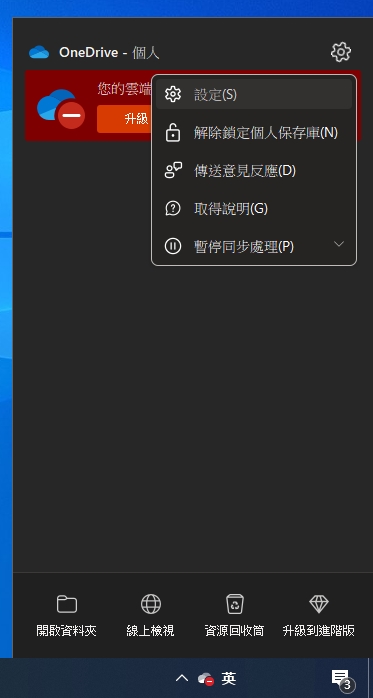 OneDrive - 個人
您的雲端
升級
設定(S)
解除鎖定個人保存庫(N)
傳送意見反應(D)
取得說明(G)
暫停同步處理(P)
開啟資料夾
線上檢視
資源回收筒
升級到進階版
英
3